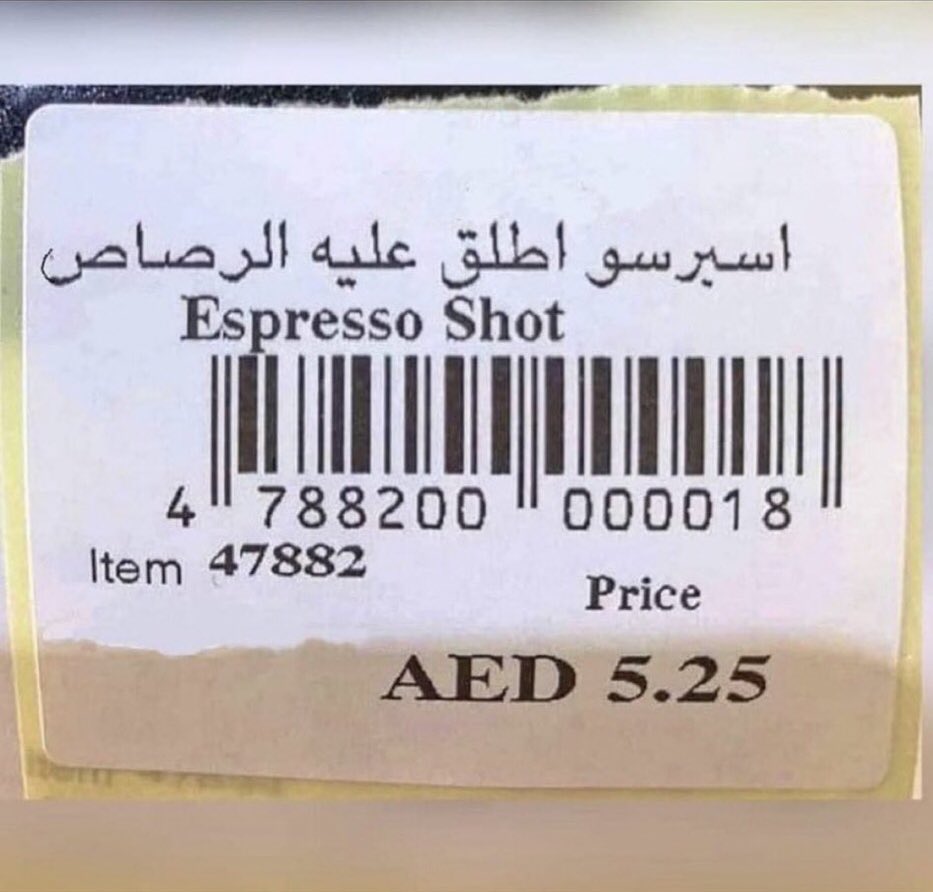 اسبرسو اطلق عليه الرصاص
Espresso Shot
4 788200 000018
Item 47882
Price
AED 5.25